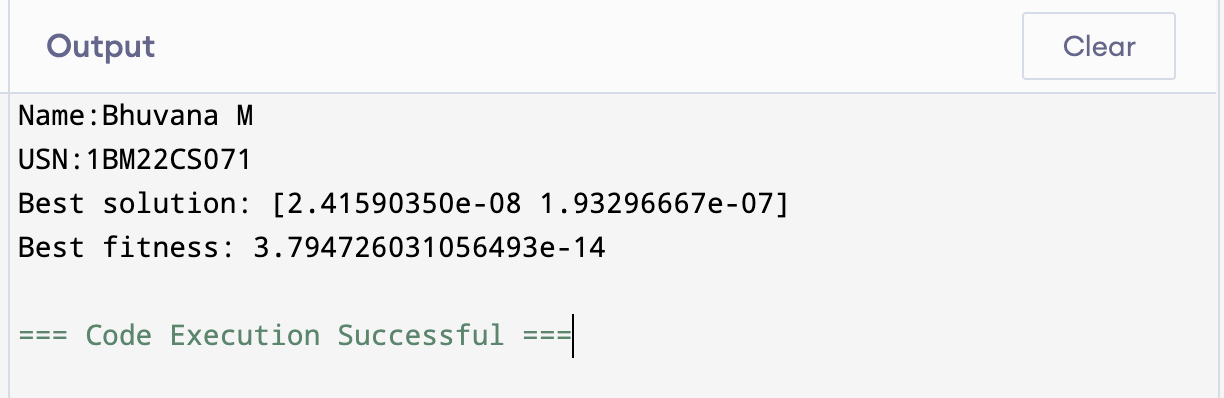 Output
Clear
Name:Bhuvana M
USN:1BM22CS071
Best solution: [2.41590350e-08 1.93296667e-07]
Best fitness: 3.794726031056493e-14
=== Code Execution Successful ===